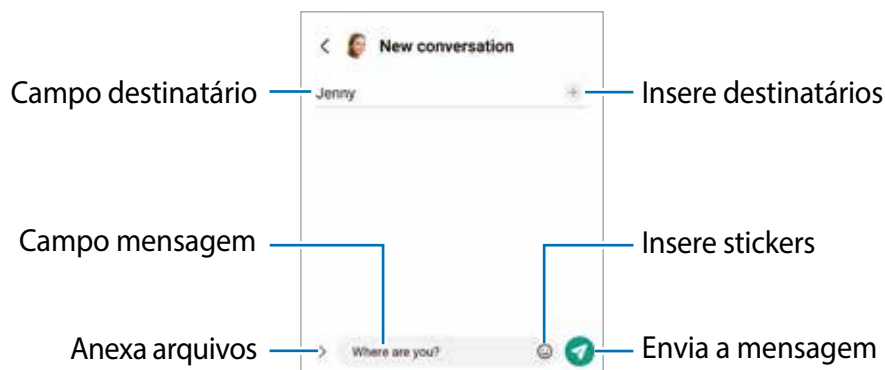 New conversation
Campo destinatário
Jenny
Insere destinatários
Campo mensagem
Insere stickers
Anexa arquivos
Where are you?
Envia a mensagem